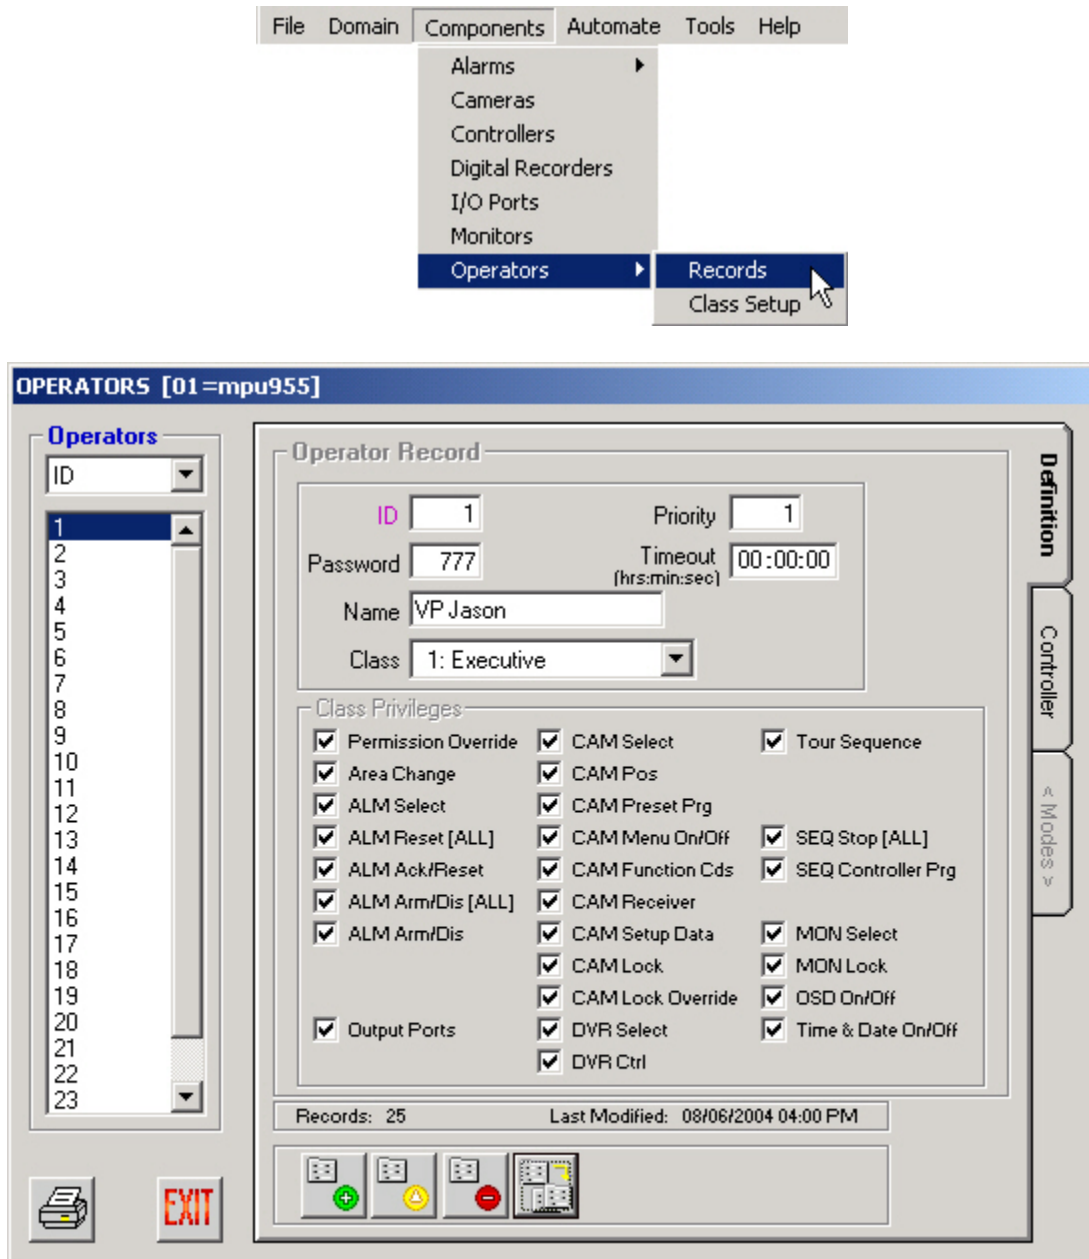 File Domain Components Automate Tools Help
Alarms
Cameras
Controllers
Digital Recorders
I/O Ports
Monitors
Operators Records
Class Setup
OPERATORS [01=mpu955]
Operators
ID
1
2
3
4
5
6
7
8
9
10
11
12
13
14
15
16
17
18
19
20
21
22
23
Operator Record
ID 1 Priority 1
Password 777 Timeout 00:00:00
(hrs:min:sec)
Name VP Jason
Class 1: Executive
Class Privileges
Permission Override CAM Select Tour Sequence
Area Change CAM Pos
ALM Select CAM Preset Prg
ALM Reset [ALL] CAM Menu On/Off SEQ Stop [ALL]
ALM Ack/Reset CAM Function Cds SEQ Controller Prg
ALM Arm/Dis [ALL] CAM Receiver
ALM Arm/Dis CAM Setup Data MON Select
CAM Lock MON Lock
CAM Lock Override OSD On/Off
Output Ports DVR Select Time & Date On/Off
DVR Ctrl
Records: 25 Last Modified: 08/06/2004 04:00 PM
Definition
Controller
< Modes >
EXIT